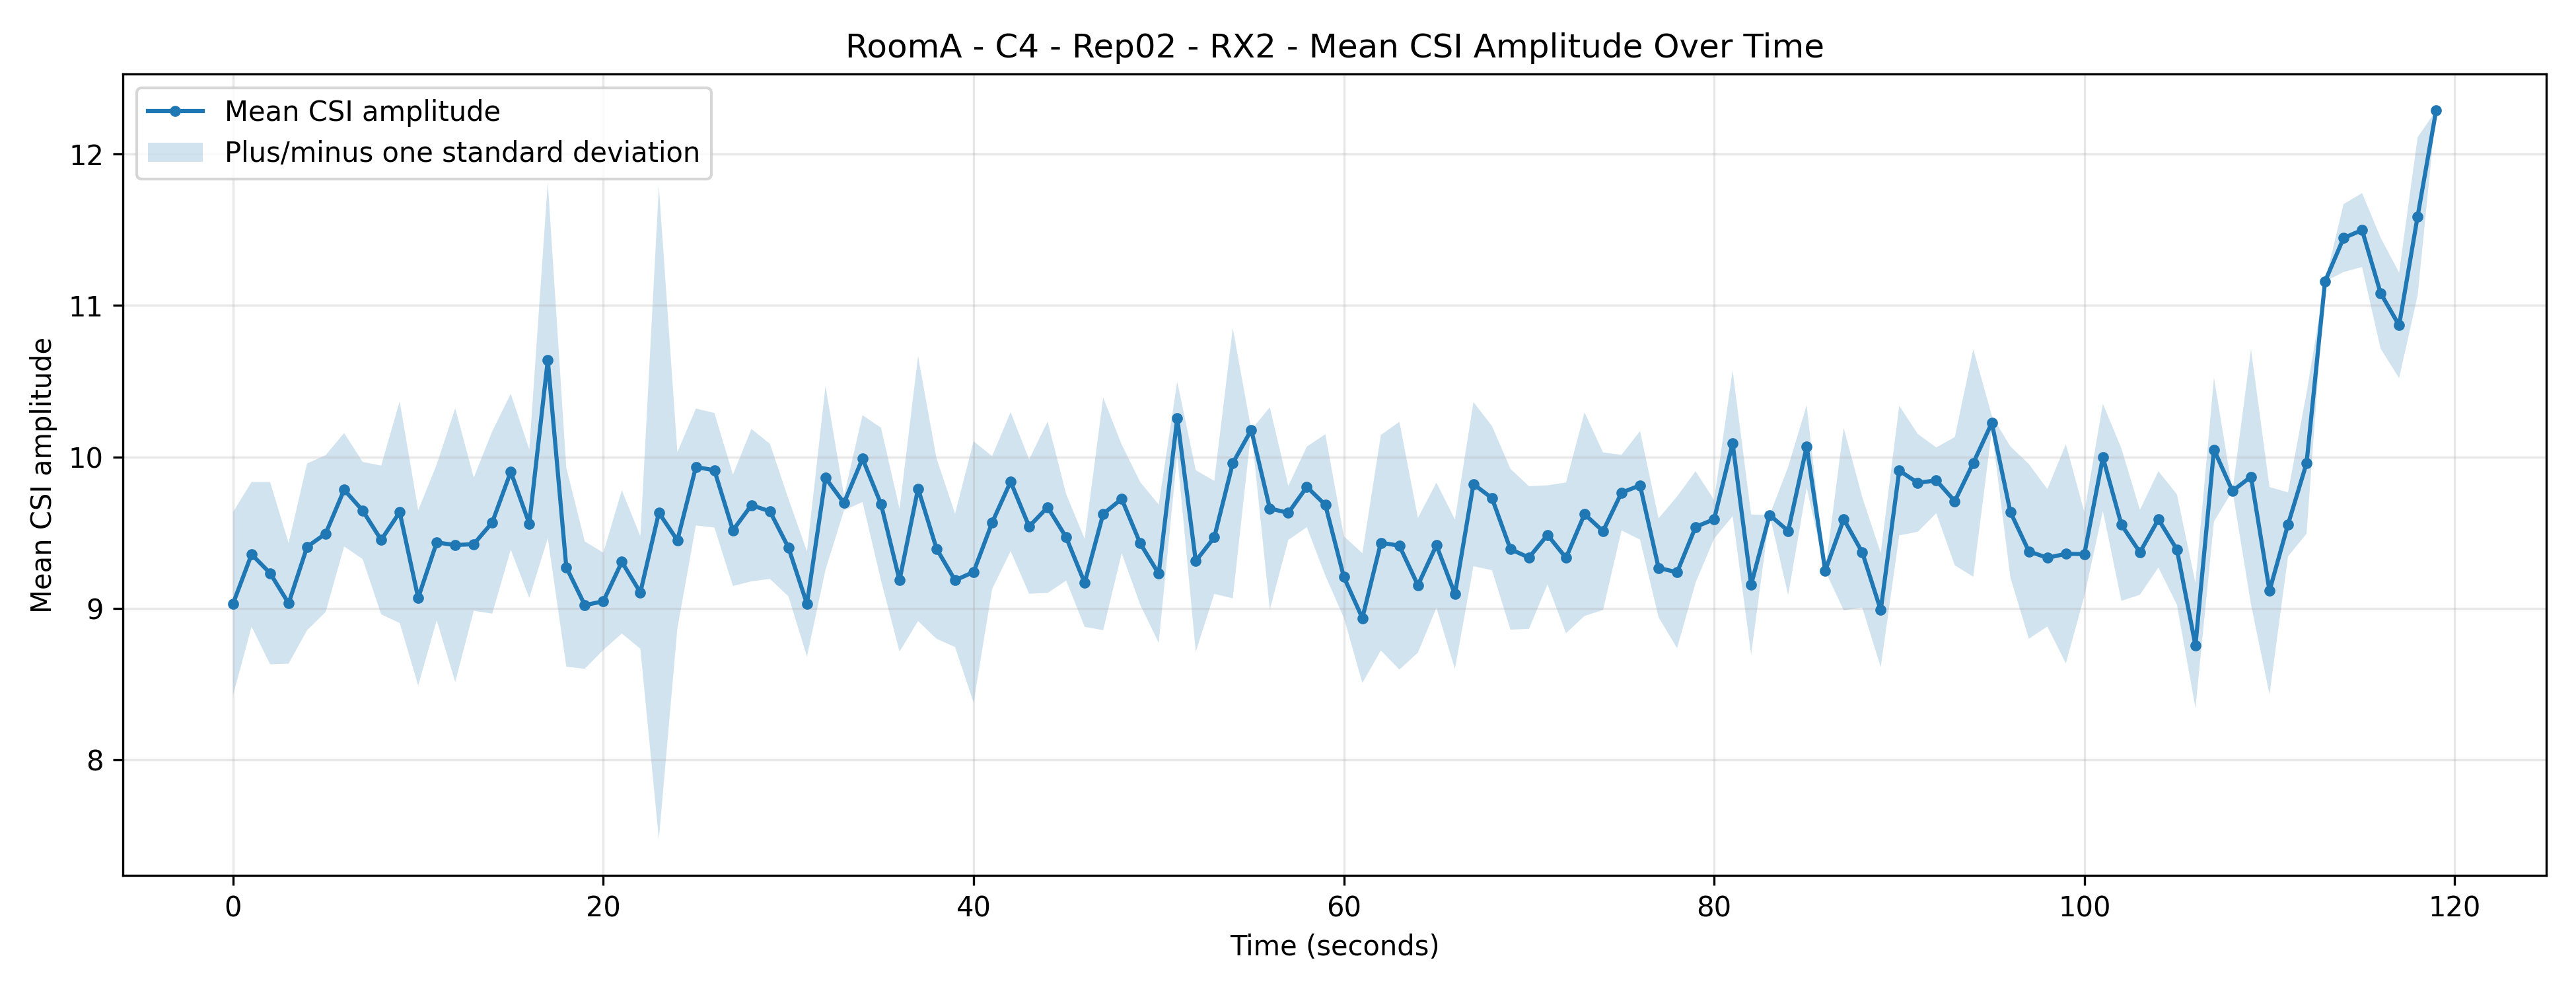 RoomA - C4 - Rep02 - RX2 - Mean CSI Amplitude Over Time
Mean CSI amplitude
Plus/minus one standard deviation
Mean CSI amplitude
12
11
10
9
8
0 20 40 60 80 100 120
Time (seconds)